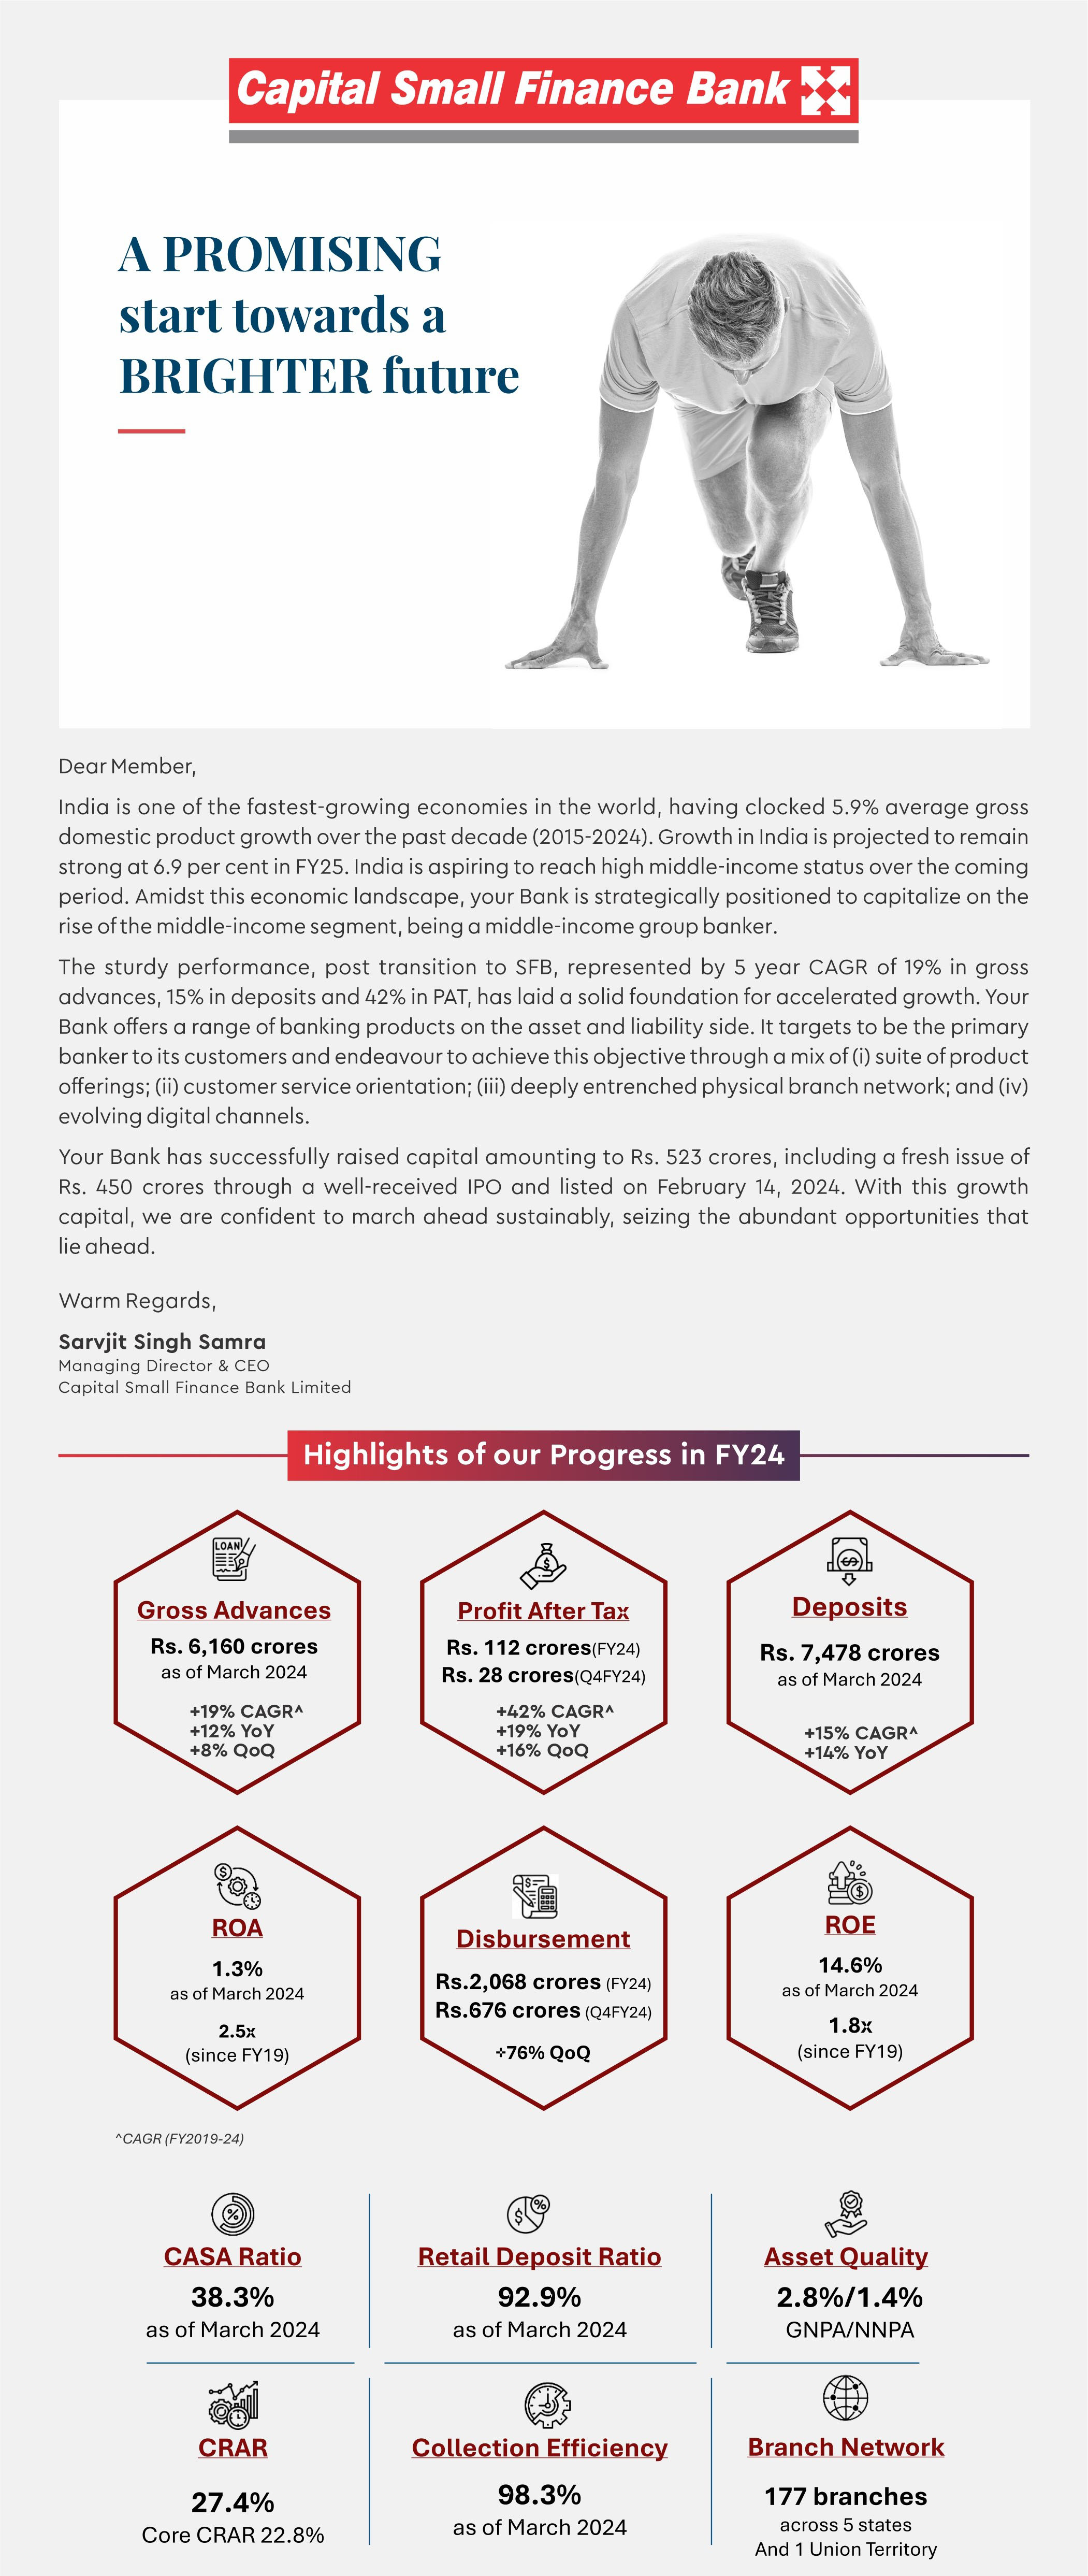 Capital Small Finance Bank
A PROMISING
start towards a
BRIGHTER future
Dear Member,
India is one of the fastest-growing economies in the world, having clocked 5.9% average gross
domestic product growth over the past decade (2015-2024). Growth in India is projected to remain
strong at 6.9 per cent in FY25. India is aspiring to reach high middle-income status over the coming
period. Amidst this economic landscape, your Bank is strategically positioned to capitalize on the
rise of the middle-income segment, being a middle-income group banker.
The sturdy performance, post transition to SFB, represented by 5 year CAGR of 19% in gross
advances, 15% in deposits and 42% in PAT, has laid a solid foundation for accelerated growth. Your
Bank offers a range of banking products on the asset and liability side. It targets to be the primary
banker to its customers and endeavour to achieve this objective through a mix of (i) suite of product
offerings; (ii) customer service orientation; (iii) deeply entrenched physical branch network; and (iv)
evolving digital channels.
Your Bank has successfully raised capital amounting to Rs. 523 crores, including a fresh issue of
Rs. 450 crores through a well-received IPO and listed on February 14, 2024. With this growth
capital, we are confident to march ahead sustainably, seizing the abundant opportunities that
lie ahead.
Warm Regards,
Sarvjit Singh Samra
Managing Director & CEO
Capital Small Finance Bank Limited
Highlights of our Progress in FY24
LOAN
Gross Advances
Rs. 6,160 crores
as of March 2024
+19% CAGR^
+12% YoY
+8% QoQ
Profit After Tax
Rs. 112 crores(FY24)
Rs. 28 crores(Q4FY24)
+42% CAGR^
+19% YoY
+16% QoQ
Deposits
Rs. 7,478 crores
as of March 2024
+15% CAGR^
+14% YoY
ROA
1.3%
as of March 2024
2.5x
(since FY19)
Disbursement
Rs.2,068 crores (FY24)
Rs.676 crores (Q4FY24)
+76% QoQ
ROE
14.6%
as of March 2024
1.8x
(since FY19)
^CAGR (FY2019-24)
CASA Ratio
38.3%
as of March 2024
Retail Deposit Ratio
92.9%
as of March 2024
Asset Quality
2.8%/1.4%
GNPA/NNPA
CRAR
27.4%
Core CRAR 22.8%
Collection Efficiency
98.3%
as of March 2024
Branch Network
177 branches
across 5 states
And 1 Union Territory